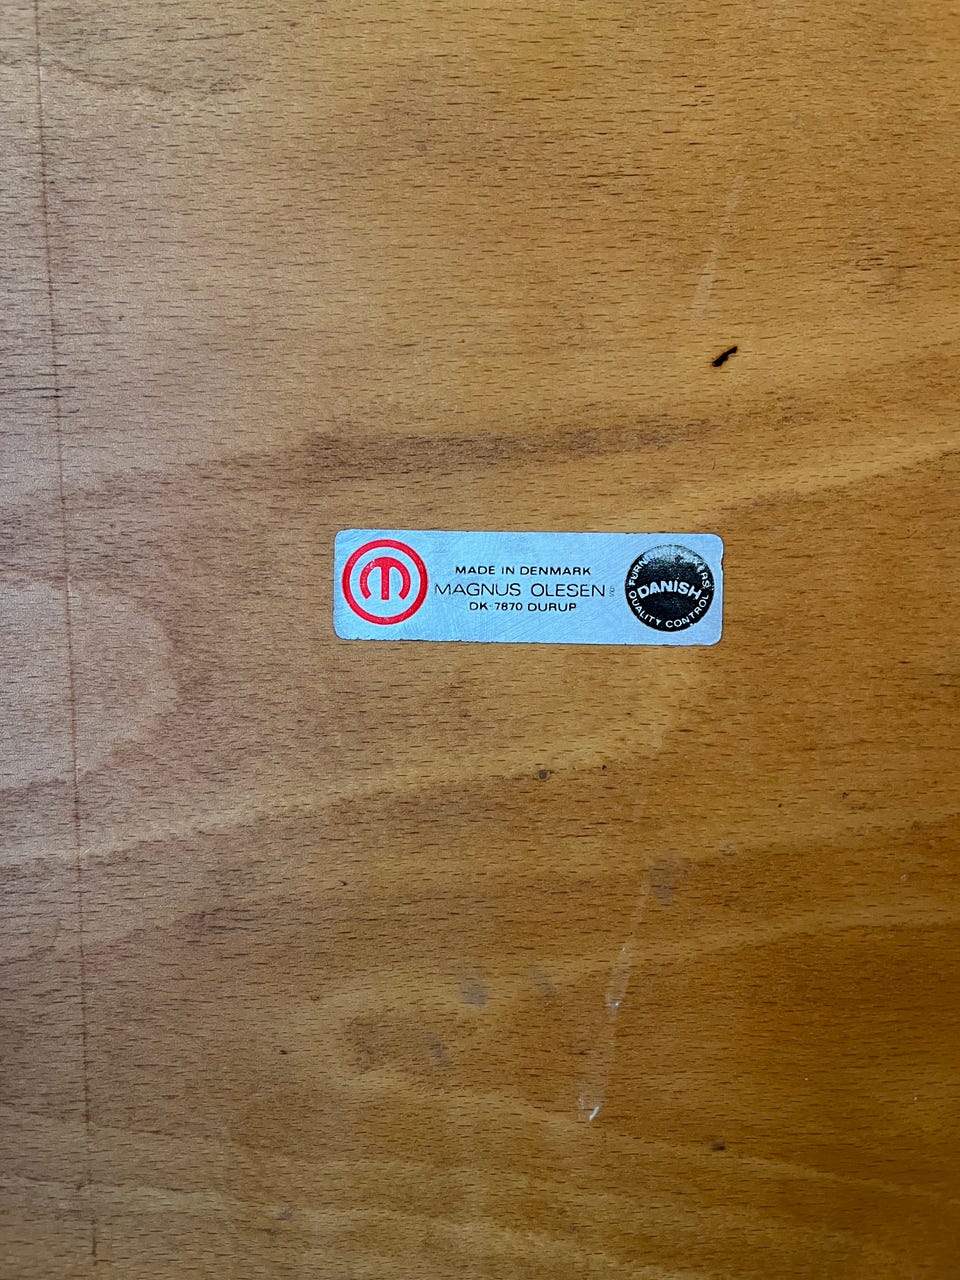 MADE IN DENMARK
MAGNUS OLESEN
DK-7870 DURUP
DANISH
QUALITY CONTROL